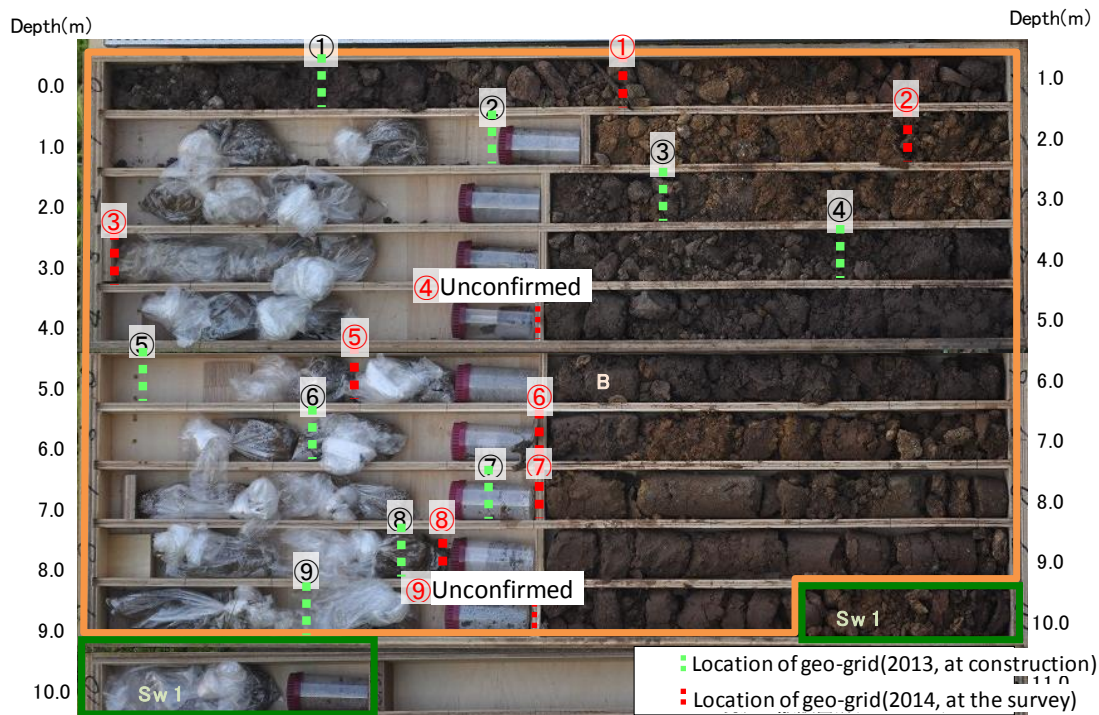 Depth(m)
Depth(m)
① ①
0.0 1.0
② ②
1.0 2.0
③
2.0 3.0
③ ④
3.0 4.0
④Unconfirmed
4.0 5.0
⑤ ⑤
5.0 B 6.0
⑥ ⑥
6.0 7.0
⑦ ⑦
7.0 8.0
⑧ ⑧
8.0 9.0
⑨ ⑨Unconfirmed
9.0 Sw 1 10.0
10.0 Sw 1
Location of geo-grid(2013, at construction)
11.0
Location of geo-grid(2014, at the survey)